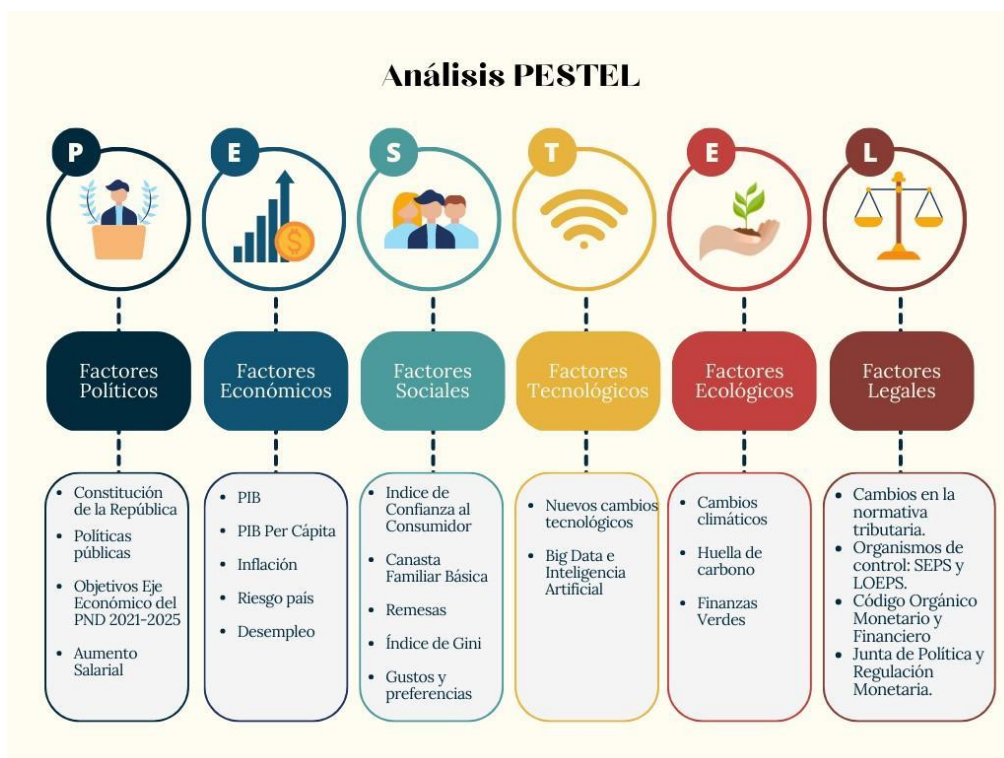 Análisis PESTEL
P
E
S
T
E
L
Factores
Políticos
Factores
Económicos
Factores
Sociales
Factores
Tecnológicos
Factores
Ecológicos
Factores
Legales
• Constitución
de la República
• Políticas
públicas
• Objetivos Eje
Económico del
PND 2021-2025
• Aumento
Salarial
• PIB
• PIB Per Cápita
• Inflación
• Riesgo país
• Desempleo
• Indice de
Confianza al
Consumidor
• Canasta
Familiar Básica
• Remesas
• Índice de Gini
• Gustos y
preferencias
• Nuevos cambios
tecnológicos
• Big Data e
Inteligencia
Artificial
• Cambios
climáticos
• Huella de
carbono
• Finanzas
Verdes
• Cambios en la
normativa
tributaria.
• Organismos de
control: SEPS y
LOEPS.
• Código Orgánico
Monetario y
Financiero
• Junta de Política y
Regulación
Monetaria.